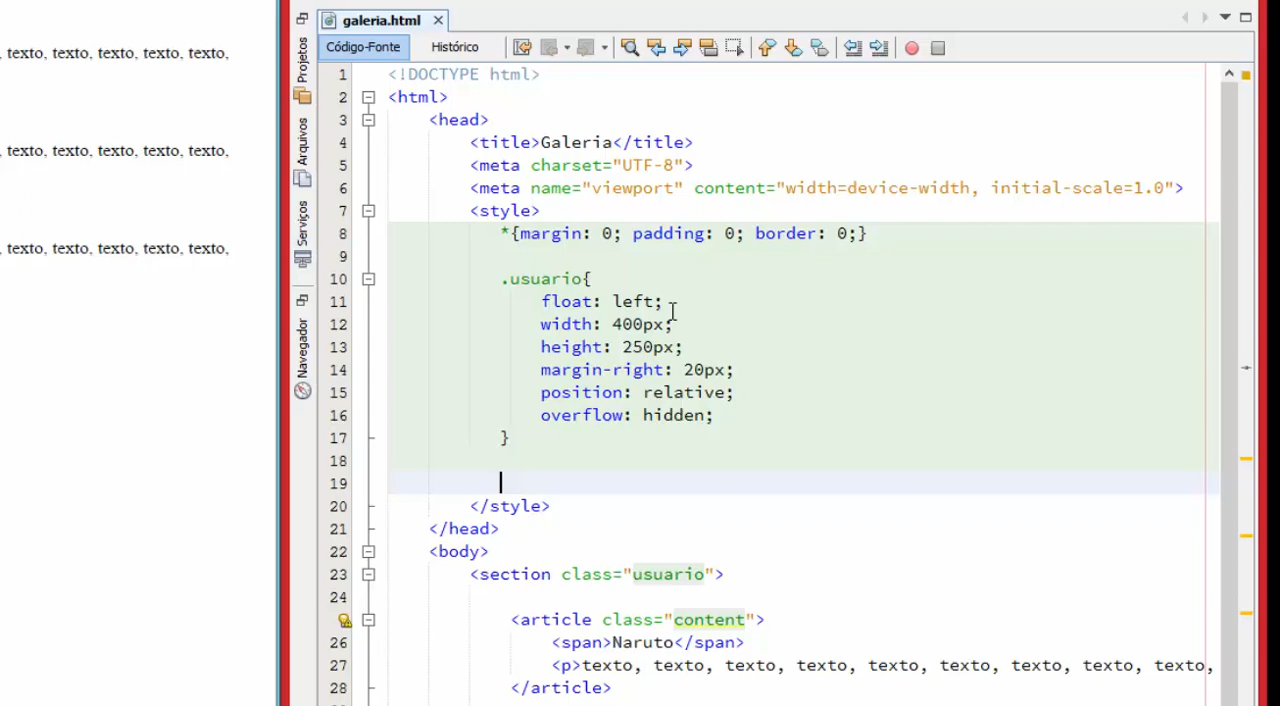 , texto, texto, texto, texto, texto,
, texto, texto, texto, texto, texto,
, texto, texto, texto, texto, texto,
Projetos
Arquivos
Serviços
Navegador
galeria.html
Código-Fonte
Histórico
1 <!DOCTYPE html>
2 <html>
3 <head>
4 <title>Galeria</title>
5 <meta charset="UTF-8">
6 <meta name="viewport" content="width=device-width, initial-scale=1.0">
7 <style>
8 *{margin: 0; padding: 0; border: 0;}
9
10 .usuario{
11 float: left;
12 width: 400px;
13 height: 250px;
14 margin-right: 20px;
15 position: relative;
16 overflow: hidden;
17 }
18
19
20 </style>
21 </head>
22 <body>
23 <section class="usuario">
24
<article class="content">
26 <span>Naruto</span>
27 <p>texto, texto, texto, texto, texto, texto, texto, texto, texto,
28 </article>